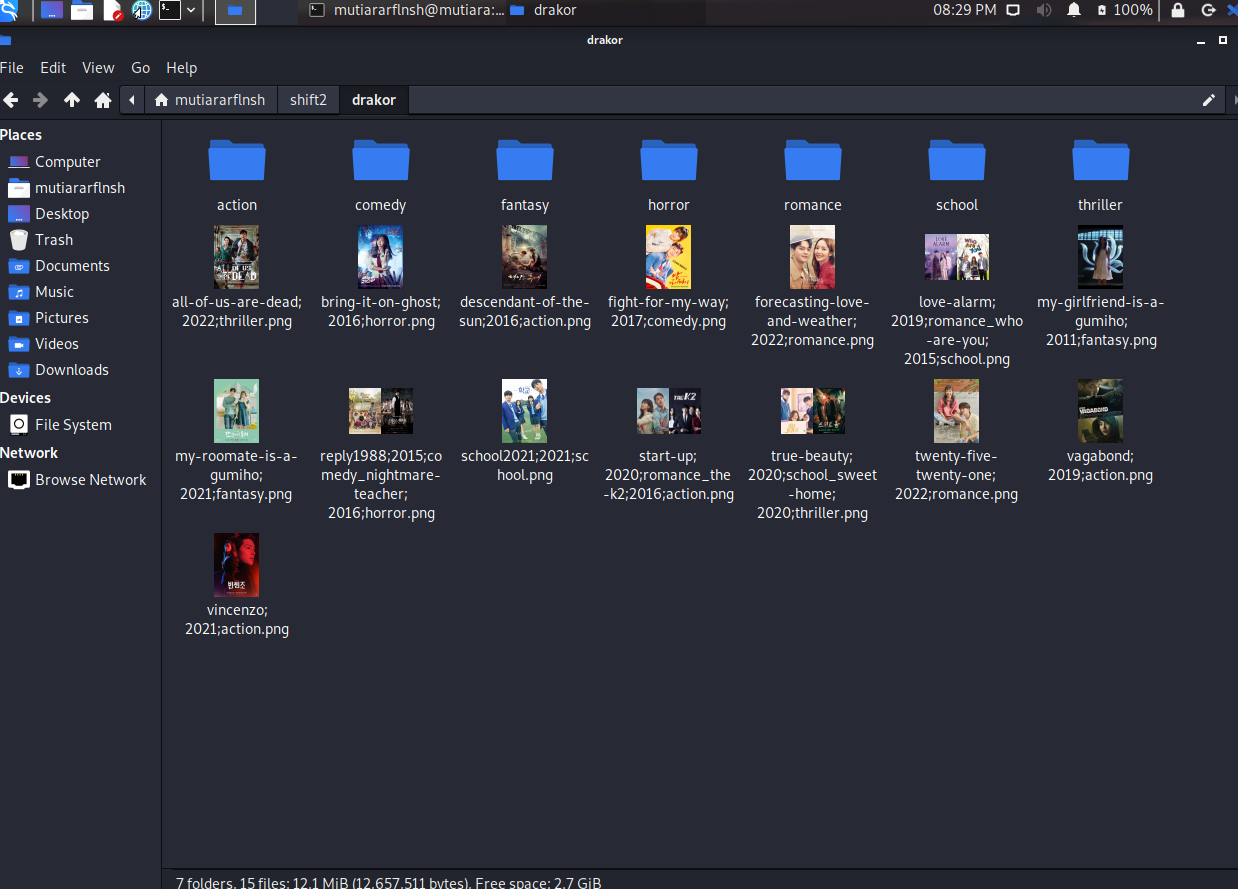 mutiararflnsh@mutiara:...
drakor
08:29 PM
100%
drakor
File Edit View Go Help
mutiararflnsh
shift2
drakor
Places
Computer
mutiararflnsh
Desktop
Trash
Documents
Music
Pictures
Videos
Downloads
Devices
File System
Network
Browse Network
action
comedy
fantasy
horror
romance
school
thriller
all-of-us-are-dead;
2022;thriller.png
bring-it-on-ghost;
2016;horror.png
descendant-of-the-
sun;2016;action.png
fight-for-my-way;
2017;comedy.png
forecasting-love-
and-weather;
2022;romance.png
love-alarm;
2019;romance_who
-are-you;
2015;school.png
my-girlfriend-is-a-
gumiho;
2011;fantasy.png
my-roomate-is-a-
gumiho;
2021;fantasy.png
reply1988;2015;co
medy_nightmare-
teacher;
2016;horror.png
school2021;2021;sc
hool.png
start-up;
2020;romance_the
-k2;2016;action.png
true-beauty;
2020;school_sweet
-home;
2020;thriller.png
twenty-five-
twenty-one;
2022;romance.png
vagabond;
2019;action.png
vincenzo;
2021;action.png
7 folders, 15 files: 12.1 MiB (12,657,511 bytes), Free space: 2.7 GiB